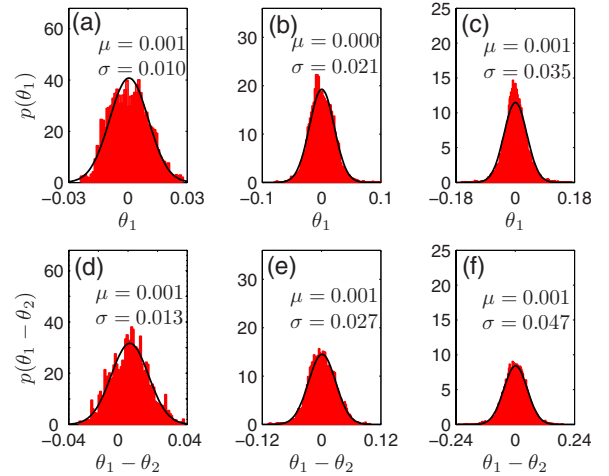 (a)
μ = 0.001
σ = 0.010
p(θ₁)
60
40
20
0
−0.03
0
0.03
θ₁
(b)
μ = 0.000
σ = 0.021
30
20
10
0
−0.1
0
0.1
θ₁
(c)
μ = 0.001
σ = 0.035
25
20
15
10
5
0
−0.18
0
0.18
θ₁
(d)
μ = 0.001
σ = 0.013
p(θ₁ − θ₂)
60
40
20
0
−0.04
0
0.04
θ₁ − θ₂
(e)
μ = 0.001
σ = 0.027
30
20
10
0
−0.12
0
0.12
θ₁ − θ₂
(f)
μ = 0.001
σ = 0.047
20
15
10
5
0
−0.24
0
0.24
θ₁ − θ₂